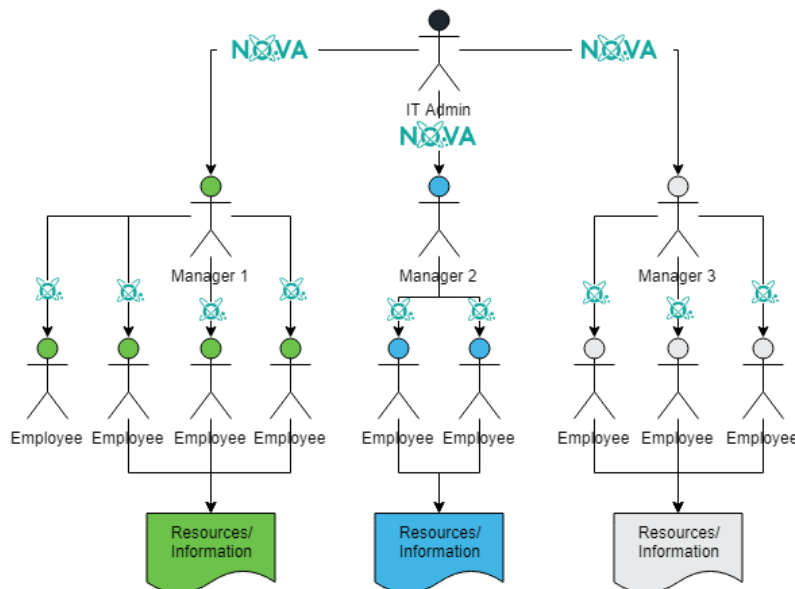 NOVA
NOVA
IT Admin
NOVA
Manager 1
Manager 2
Manager 3
Employee
Employee
Employee
Employee
Employee
Employee
Employee
Employee
Employee
Resources/
Information
Resources/
Information
Resources/
Information